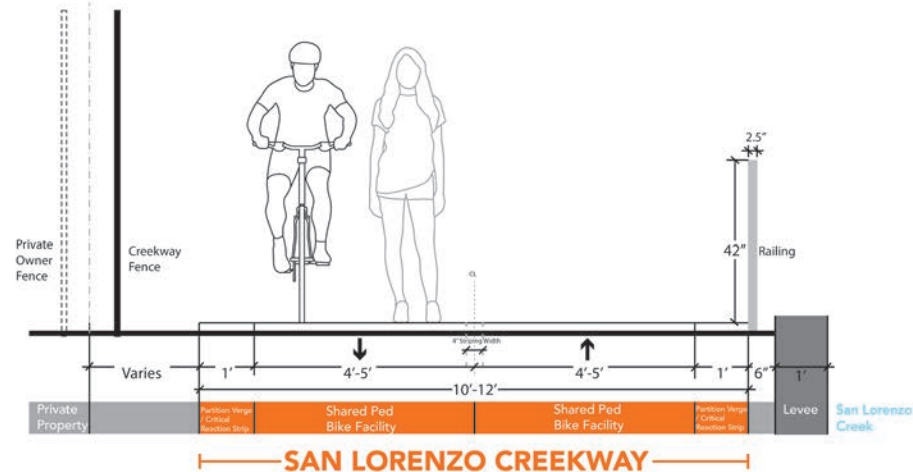 2.5"
Private
Owner
Fence
Creekway
Fence
42"
Railing
CL
4" Striping Width
Varies
1'
4'-5'
4'-5'
1'
6"
1'
10'-12'
Private
Property
Partition Verge
/ Critical
Reaction Strip
Shared Ped
Bike Facility
Shared Ped
Bike Facility
Partition Verge
/ Critical
Reaction Strip
Levee
San Lorenzo
Creek
SAN LORENZO CREEKWAY